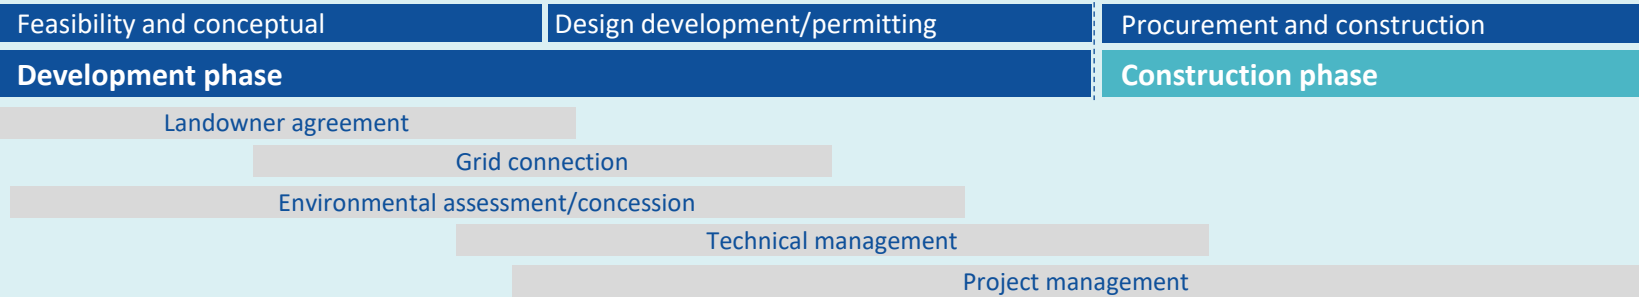 Feasibility and conceptual
Design development/permitting
Procurement and construction
Development phase
Construction phase
Landowner agreement
Grid connection
Environmental assessment/concession
Technical management
Project management